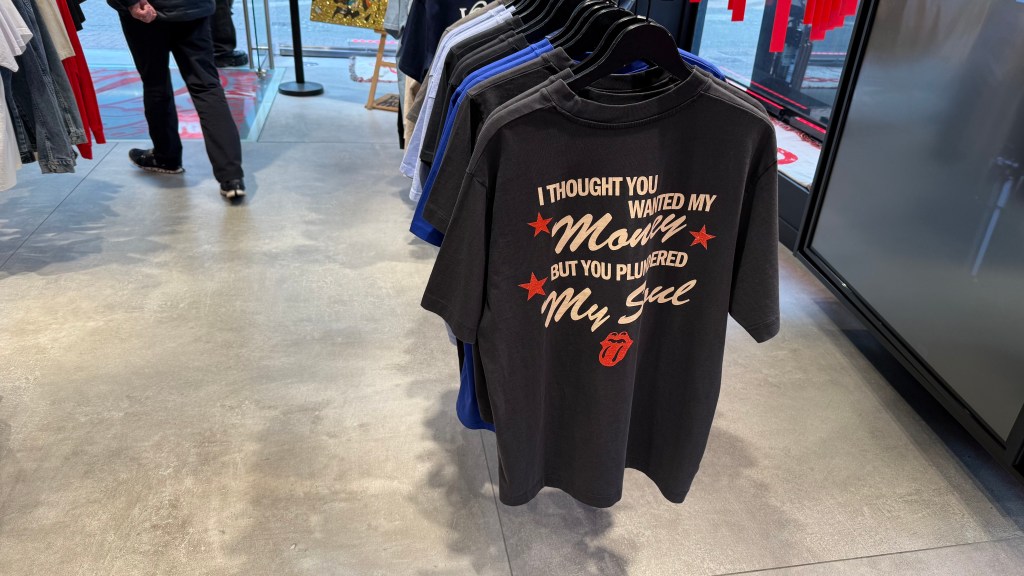 I THOUGHT YOU
WANTED MY
Money
BUT YOU PLUNDERED
My Soul